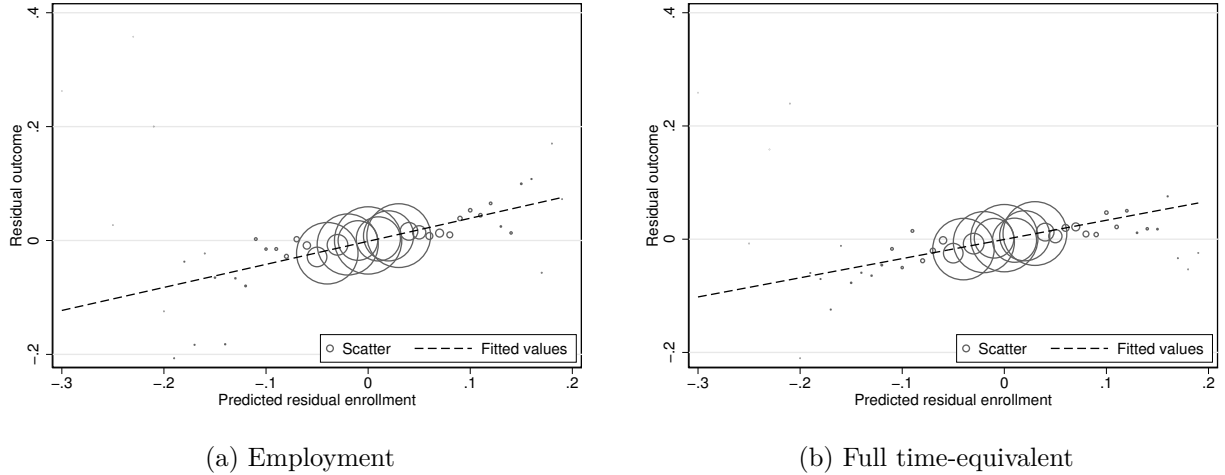 .4
.2
0
-.2
Residual outcome
-.3
-.2
-.1
0
.1
.2
Predicted residual enrollment
Scatter
Fitted values
(a) Employment
.4
.2
0
-.2
Residual outcome
-.3
-.2
-.1
0
.1
.2
Predicted residual enrollment
Scatter
Fitted values
(b) Full time-equivalent